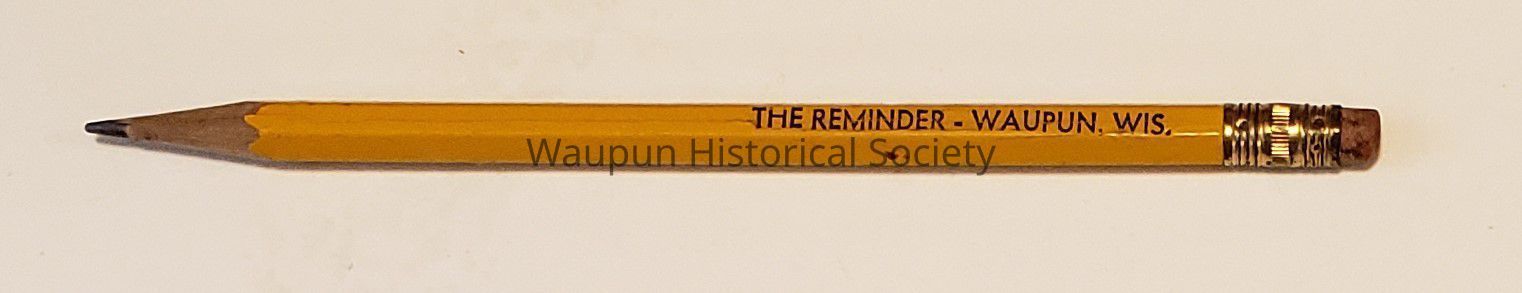 THE REMINDER - WAUPUN, WIS.
Waupun Historical Society